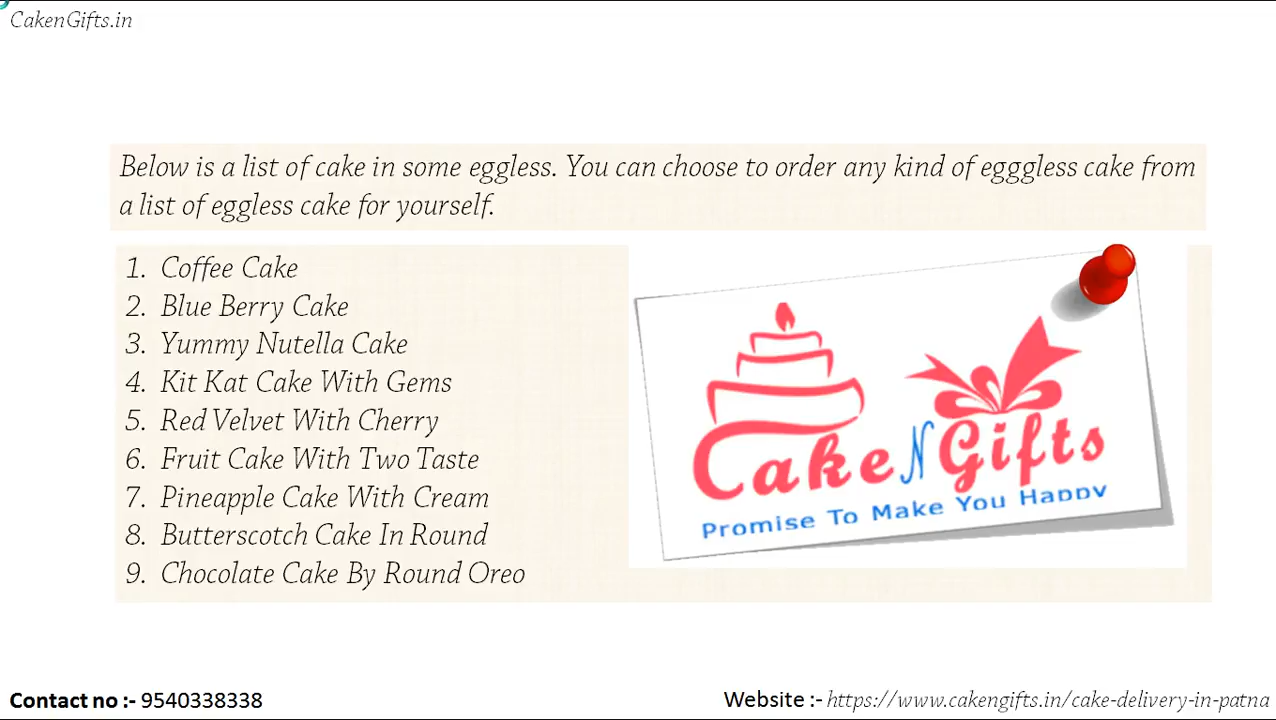 CakenGifts.in
Below is a list of cake in some eggless. You can choose to order any kind of egggless cake from
a list of eggless cake for yourself.
1. Coffee Cake
2. Blue Berry Cake
3. Yummy Nutella Cake
4. Kit Kat Cake With Gems
5. Red Velvet With Cherry
6. Fruit Cake With Two Taste
7. Pineapple Cake With Cream
8. Butterscotch Cake In Round
9. Chocolate Cake By Round Oreo
Cake N Gifts
Promise To Make You Happy
Contact no :- 9540338338
Website :- https://www.cakengifts.in/cake-delivery-in-patna